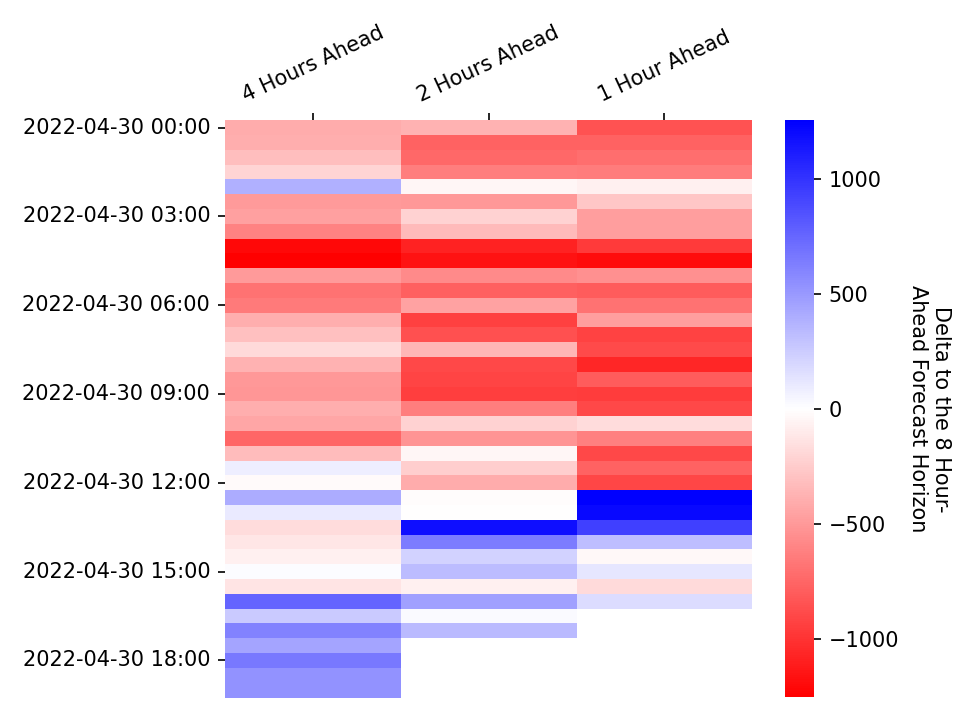 4 Hours Ahead
2 Hours Ahead
1 Hour Ahead
2022-04-30 00:00
2022-04-30 03:00
2022-04-30 06:00
2022-04-30 09:00
2022-04-30 12:00
2022-04-30 15:00
2022-04-30 18:00
1000
500
0
−500
−1000
Delta to the 8 Hour-
Ahead Forecast Horizon